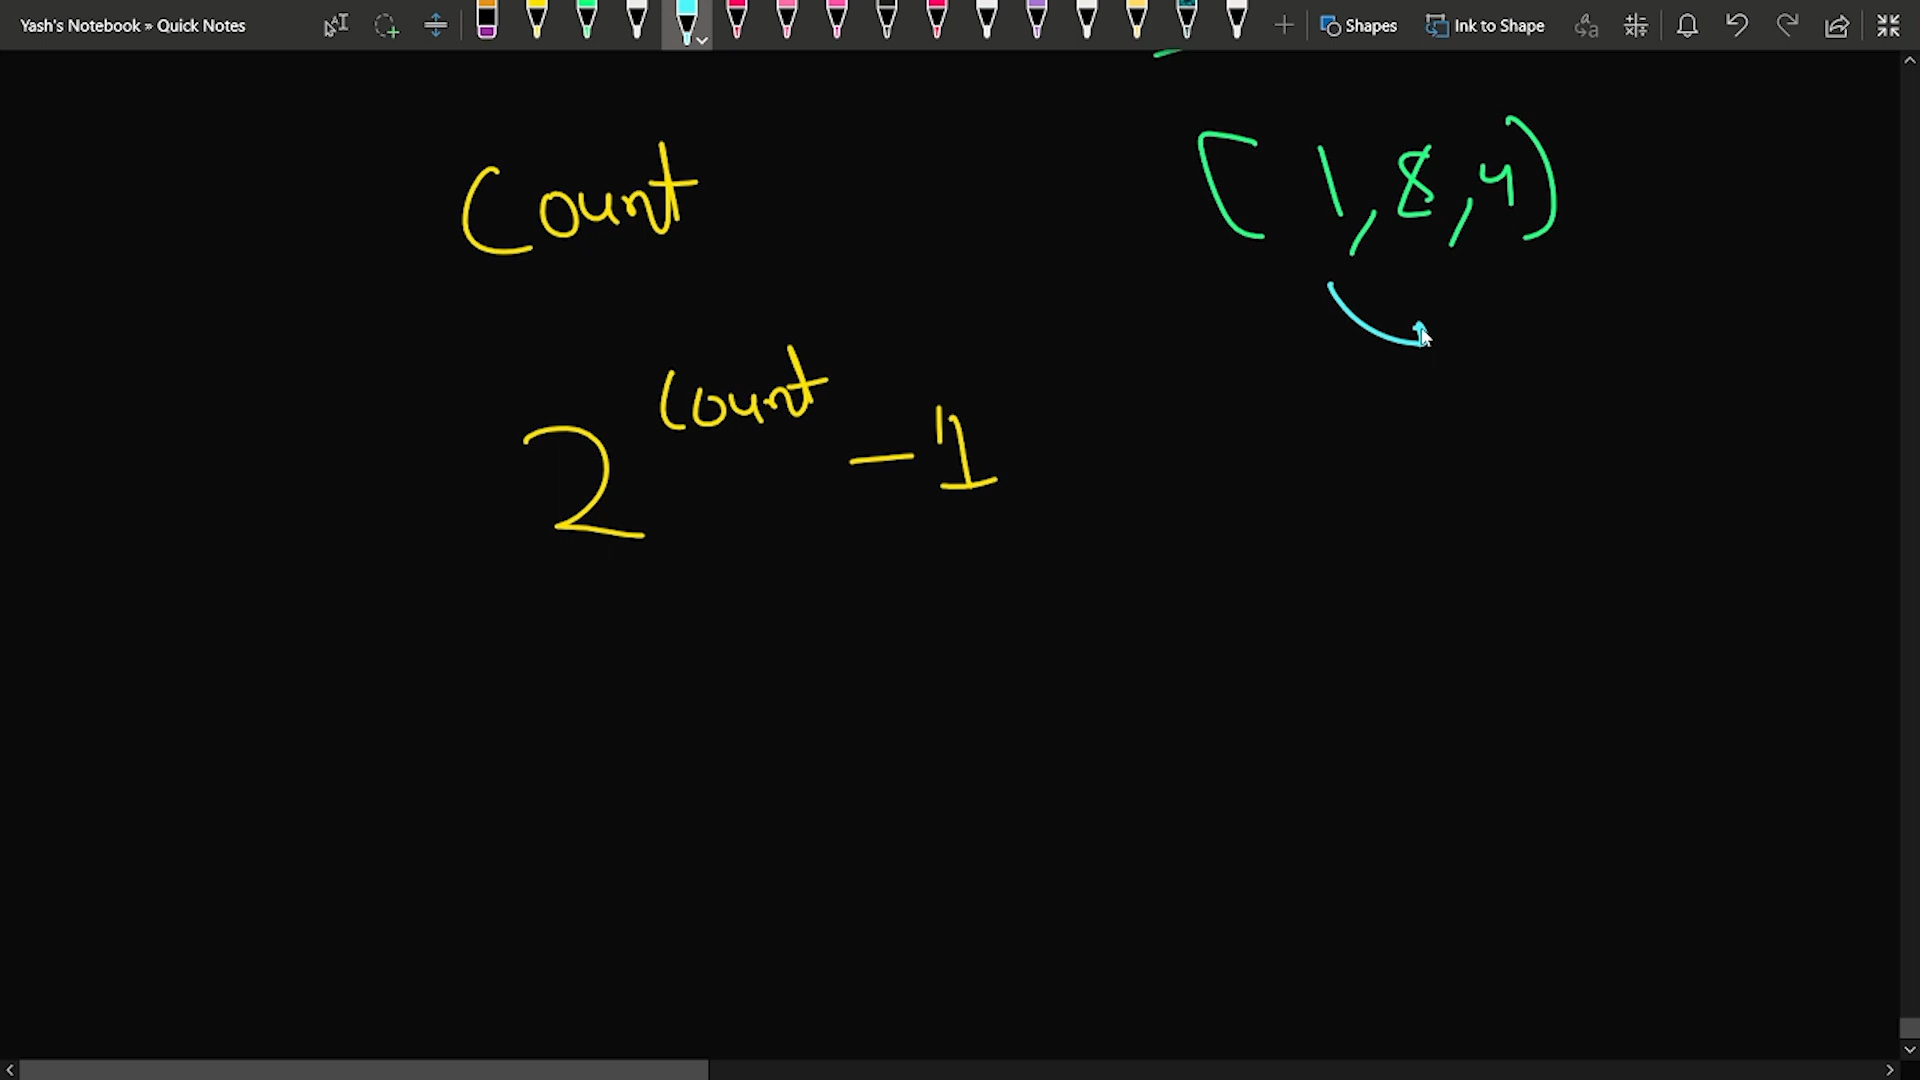 Yash's Notebook » Quick Notes
Shapes
Ink to Shape
Count
[ 1, 8, 4)
2^count - 1